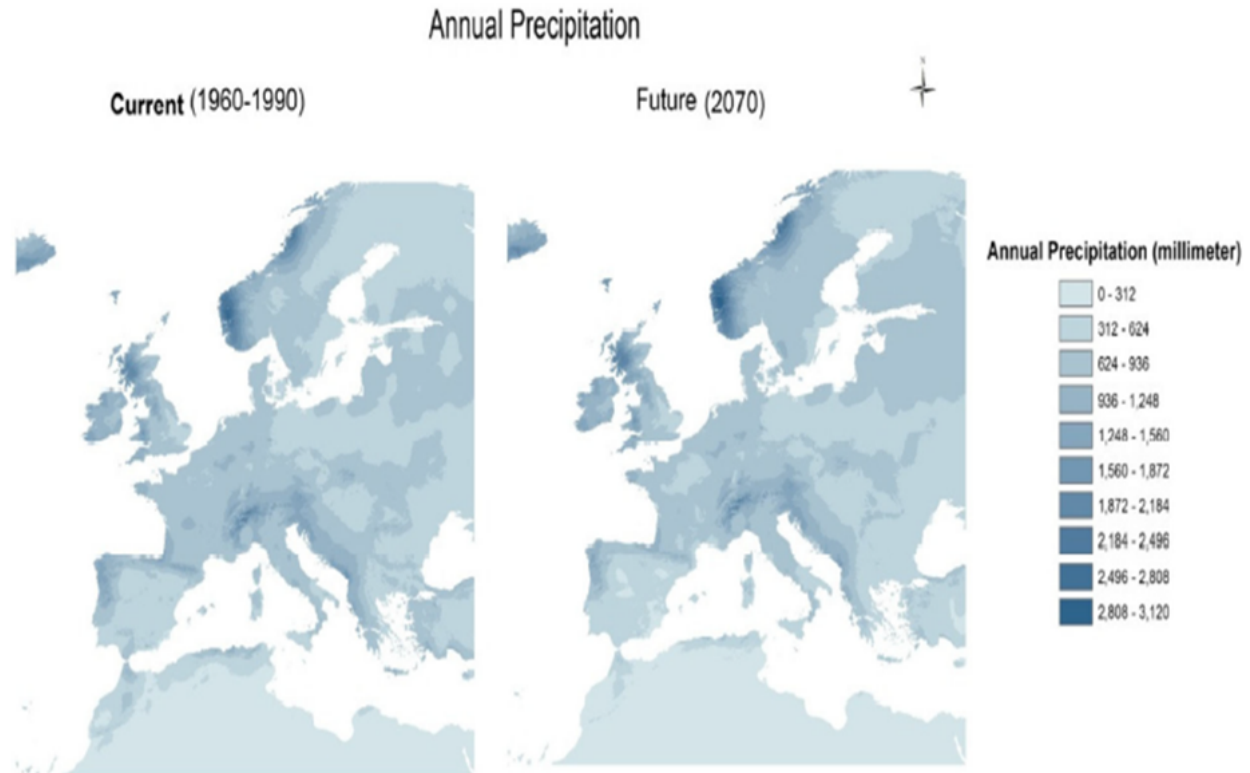 Annual Precipitation
Current (1960-1990)
Future (2070)
N
Annual Precipitation (millimeter)
0 - 312
312 - 624
624 - 936
936 - 1,248
1,248 - 1,560
1,560 - 1,872
1,872 - 2,184
2,184 - 2,496
2,496 - 2,808
2,808 - 3,120